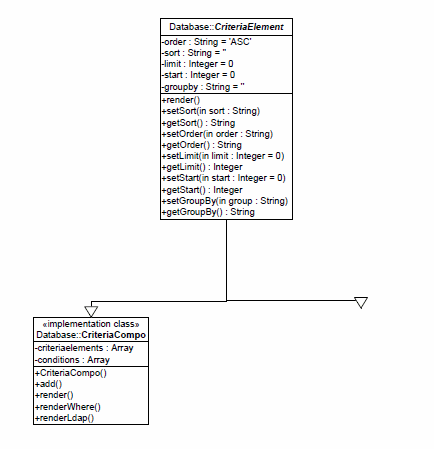 Database::CriteriaElement
-order : String = 'ASC'
-sort : String = ''
-limit : Integer = 0
-start : Integer = 0
-groupby : String = ''
+render()
+setSort(in sort : String)
+getSort() : String
+setOrder(in order : String)
+getOrder() : String
+setLimit(in limit : Integer = 0)
+getLimit() : Integer
+setStart(in start : Integer = 0)
+getStart() : Integer
+setGroupBy(in group : String)
+getGroupBy() : String
«implementation class»
Database::CriteriaCompo
-criteriaelements : Array
-conditions : Array
+CriteriaCompo()
+add()
+render()
+renderWhere()
+renderLdap()